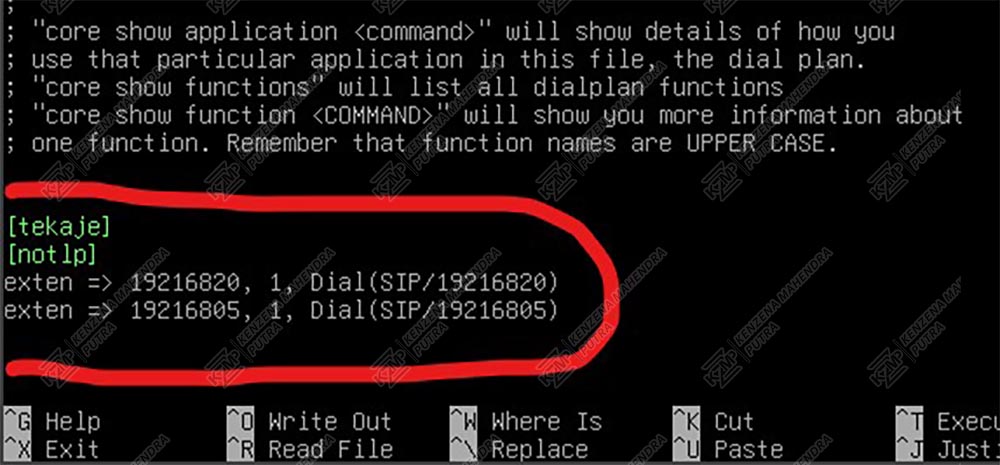 ;
; "core show application <command>" will show details of how you
; use that particular application in this file, the dial plan.
; "core show functions" will list all dialplan functions
; "core show function <COMMAND>" will show you more information about
; one function. Remember that function names are UPPER CASE.
[tekaje]
[notlp]
exten => 19216820, 1, Dial(SIP/19216820)
exten => 19216805, 1, Dial(SIP/19216805)
^G Help ^O Write Out ^W Where Is ^K Cut ^T Execu
^X Exit ^R Read File ^\ Replace ^U Paste ^J Just
KZP KENZENA MAHENDRA PUTRA